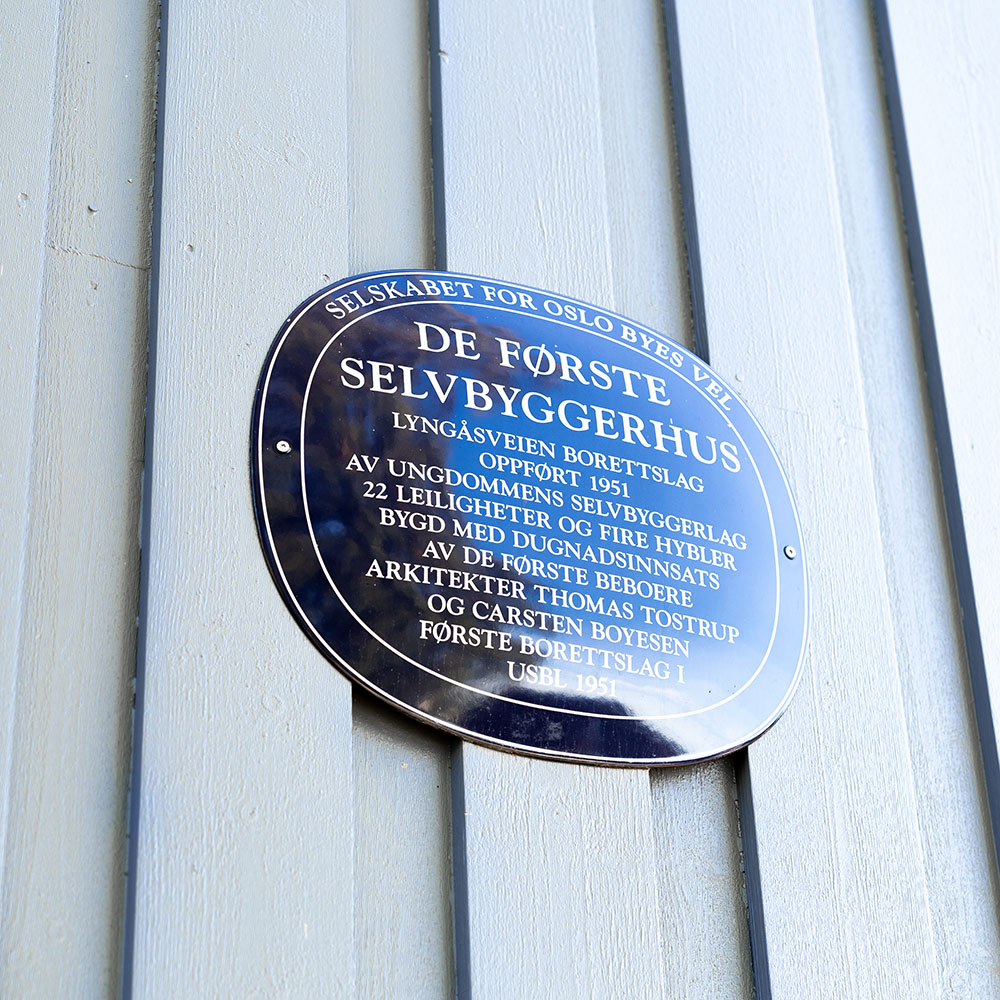 SELSKABET FOR OSLO BYES VEL
DE FØRSTE
SELVBYGGERHUS
LYNGÅSVEIEN BORETTSLAG
OPPFØRT 1951
AV UNGDOMMENS SELVBYGGERLAG
22 LEILIGHETER OG FIRE HYBLER
BYGD MED DUGNADSINNSATS
AV DE FØRSTE BEBOERE
ARKITEKTER THOMAS TOSTRUP
OG CARSTEN BOYESEN
FØRSTE BORETTSLAG I
USBL 1951